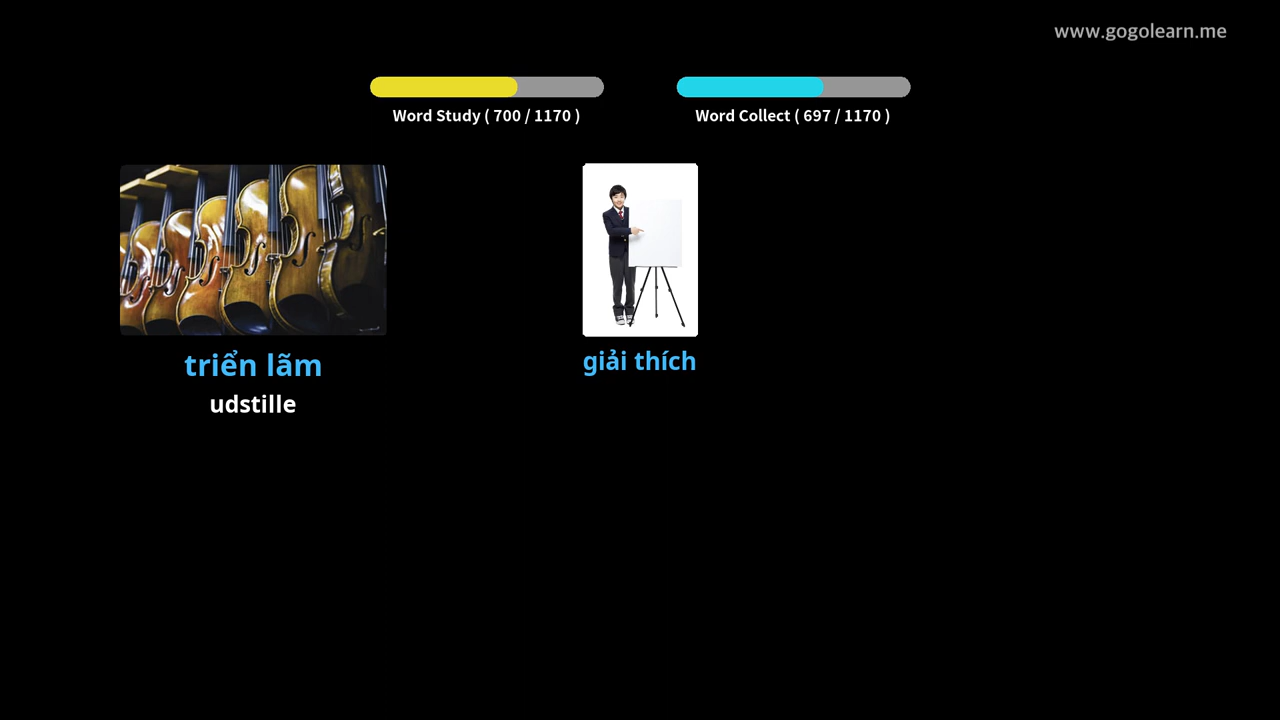 www.gogolearn.me
Word Study ( 700 / 1170 )
Word Collect ( 697 / 1170 )
triển lãm
udstille
giải thích